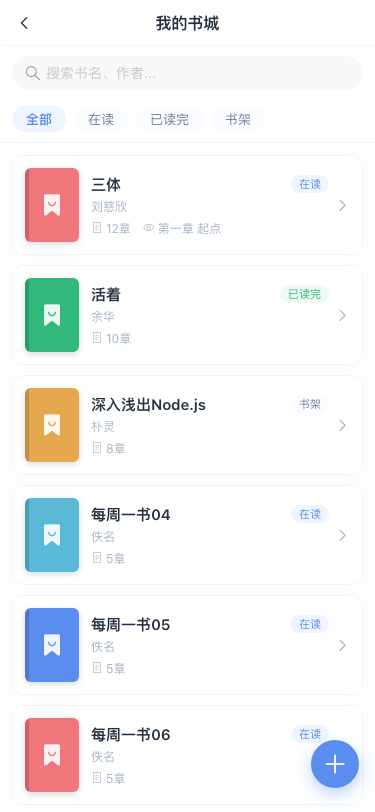 我的书城
搜索书名、作者...
全部 在读 已读完 书架
三体 在读
刘慈欣
12章 第一章 起点
活着 已读完
余华
10章
深入浅出Node.js 书架
朴灵
8章
每周一书04 在读
佚名
5章
每周一书05 在读
佚名
5章
每周一书06 在读
佚名
5章